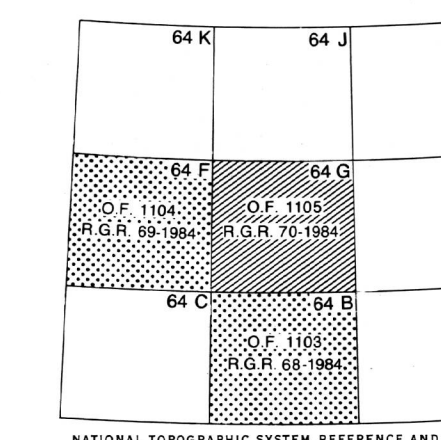 64 K
64 J
64 F
64 G
O.F. 1104
R.G.R. 69-1984
O.F. 1105
R.G.R. 70-1984
64 C
64 B
O.F. 1103
R.G.R. 68-1984
NATIONAL TOPOGRAPHIC SYSTEM REFERENCE AND